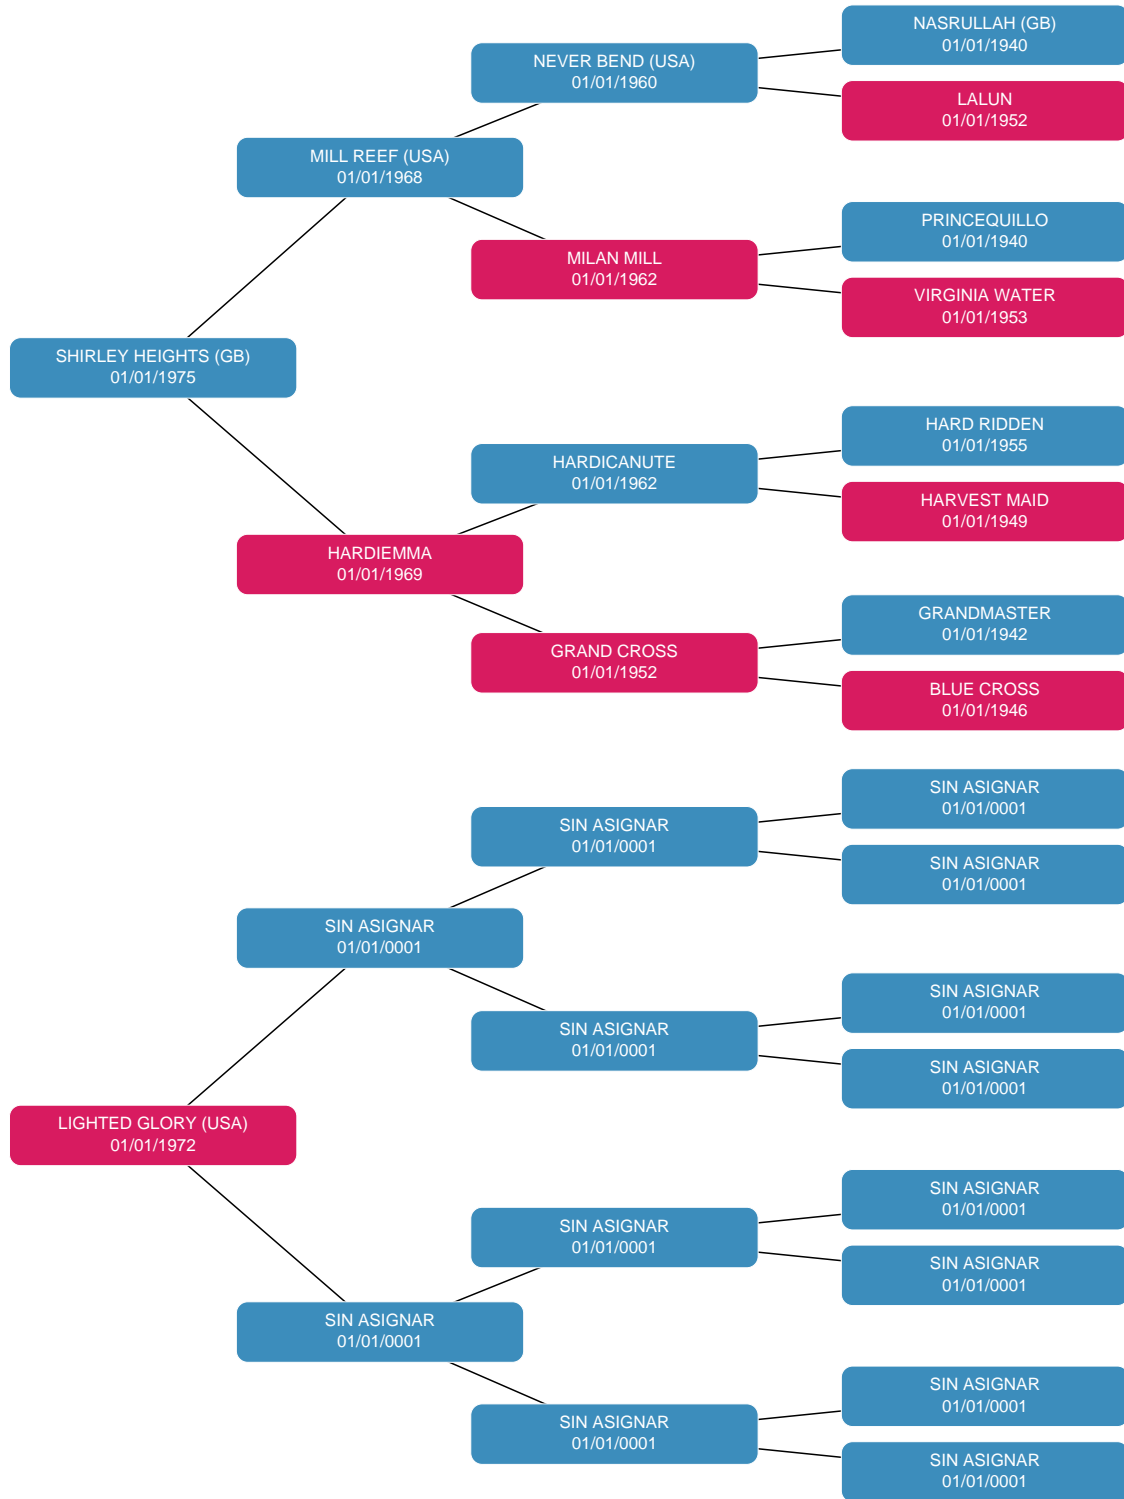 NASRULLAH (GB)
01/01/1940
NEVER BEND (USA)
01/01/1960
LALUN
01/01/1952
MILL REEF (USA)
01/01/1968
PRINCEQUILLO
01/01/1940
MILAN MILL
01/01/1962
VIRGINIA WATER
01/01/1953
SHIRLEY HEIGHTS (GB)
01/01/1975
HARD RIDDEN
01/01/1955
HARDICANUTE
01/01/1962
HARVEST MAID
01/01/1949
HARDIEMMA
01/01/1969
GRANDMASTER
01/01/1942
GRAND CROSS
01/01/1952
BLUE CROSS
01/01/1946
SIN ASIGNAR
01/01/0001
SIN ASIGNAR
01/01/0001
SIN ASIGNAR
01/01/0001
SIN ASIGNAR
01/01/0001
SIN ASIGNAR
01/01/0001
SIN ASIGNAR
01/01/0001
SIN ASIGNAR
01/01/0001
LIGHTED GLORY (USA)
01/01/1972
SIN ASIGNAR
01/01/0001
SIN ASIGNAR
01/01/0001
SIN ASIGNAR
01/01/0001
SIN ASIGNAR
01/01/0001
SIN ASIGNAR
01/01/0001
SIN ASIGNAR
01/01/0001
SIN ASIGNAR
01/01/0001